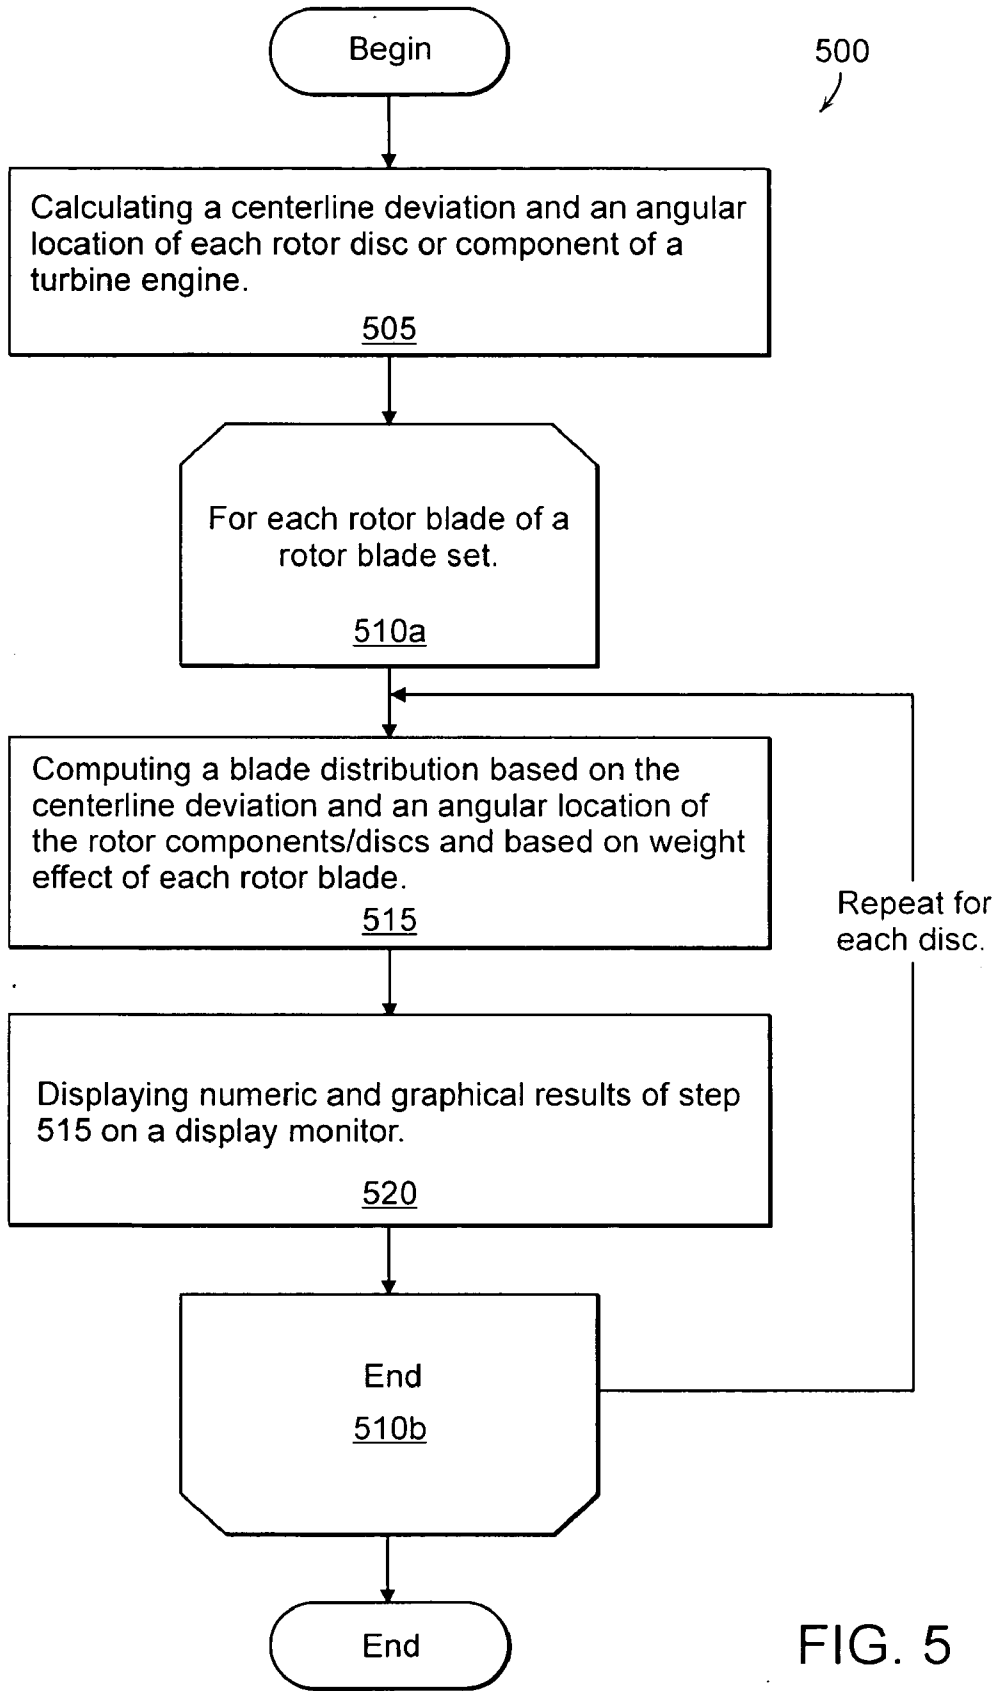 Begin
500
Calculating a centerline deviation and an angular
location of each rotor disc or component of a
turbine engine.
505
For each rotor blade of a
rotor blade set.
510a
Computing a blade distribution based on the
centerline deviation and an angular location of
the rotor components/discs and based on weight
effect of each rotor blade.
515
Repeat for
each disc.
Displaying numeric and graphical results of step
515 on a display monitor.
520
End
510b
End
FIG. 5